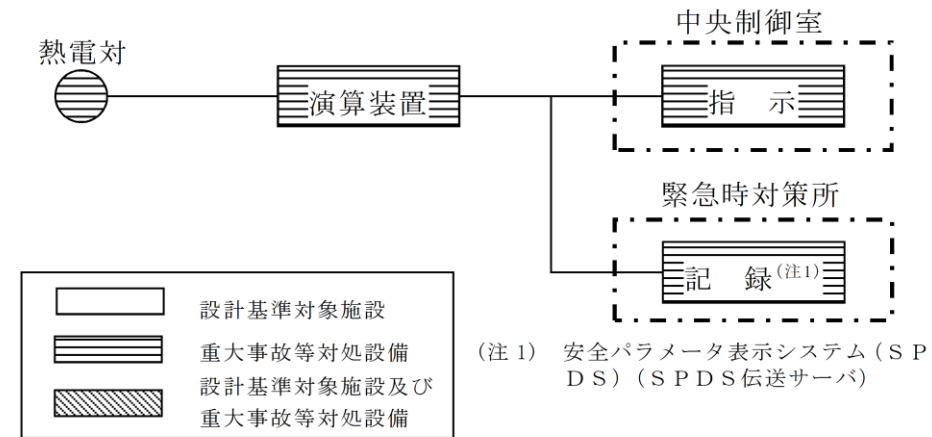 中央制御室
熱電対
演算装置
指 示
緊急時対策所
記 録(注1)
設計基準対象施設
重大事故等対処設備
設計基準対象施設及び
重大事故等対処設備
(注1) 安全パラメータ表示システム(SP
DS)(SPDS伝送サーバ)